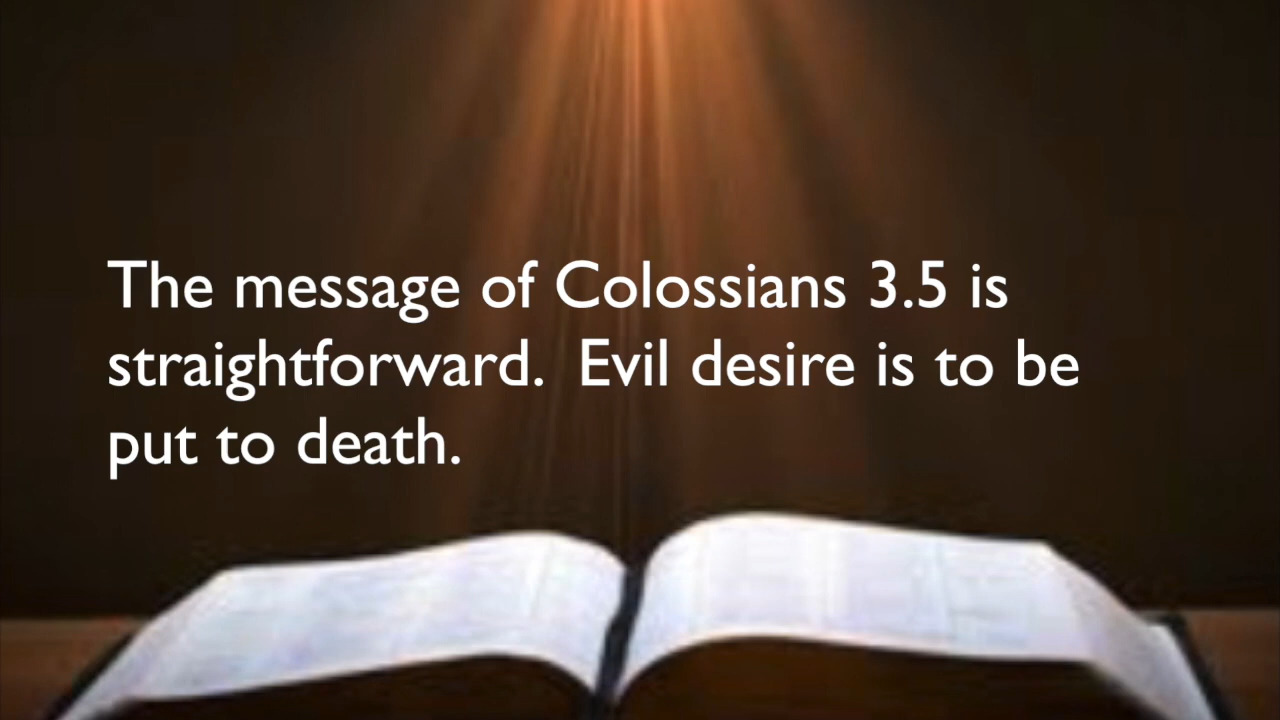 The message of Colossians 3.5 is
straightforward.  Evil desire is to be
put to death.